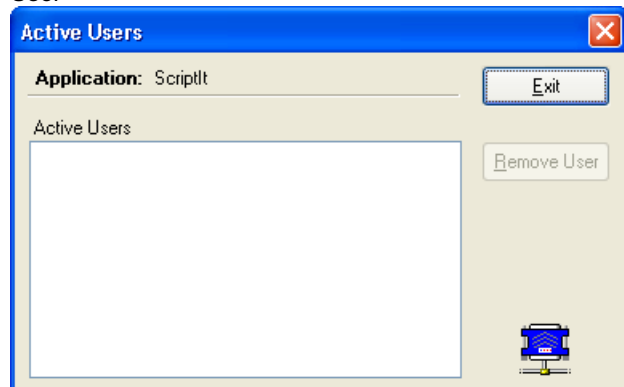 User
Active Users
Application: ScriptIt
Exit
Active Users
Remove User